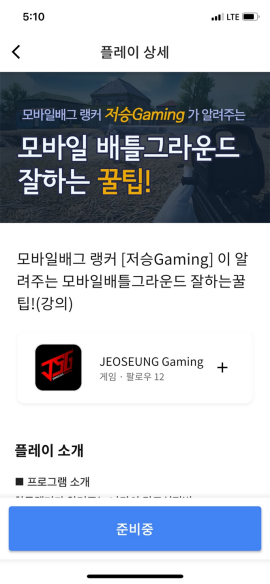 5:10
LTE
플레이 상세
모바일배그 랭커 저승Gaming 가 알려주는
모바일 배틀그라운드
잘하는 꿀팁!
모바일배그 랭커 [저승Gaming] 이 알
려주는 모바일배틀그라운드 잘하는꿀
팁!(강의)
JSG
JEOSEUNG Gaming
게임 · 팔로우 12
플레이 소개
■ 프로그램 소개
준비중